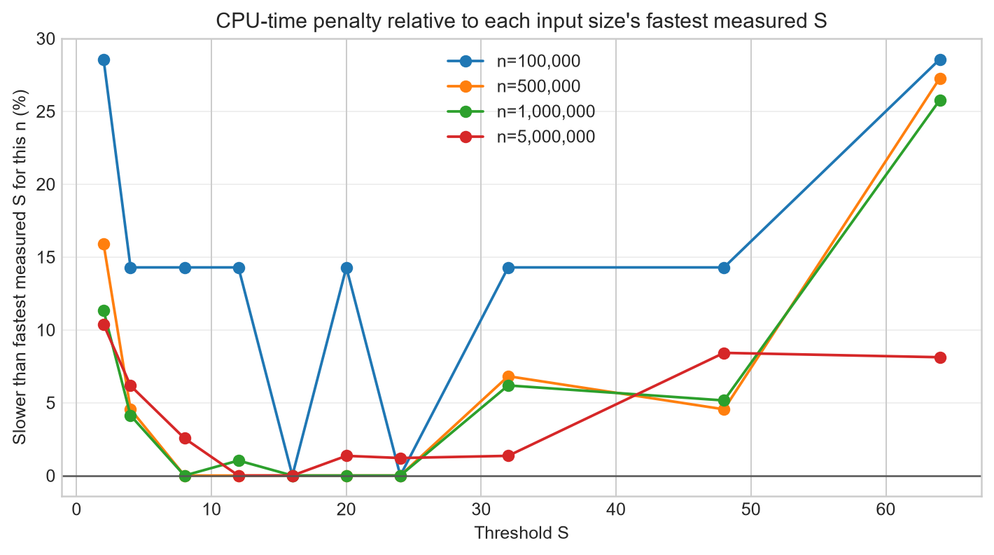 CPU-time penalty relative to each input size's fastest measured S
Slower than fastest measured S for this n (%)
30
25
20
15
10
5
0
n=100,000
n=500,000
n=1,000,000
n=5,000,000
0 10 20 30 40 50 60
Threshold S